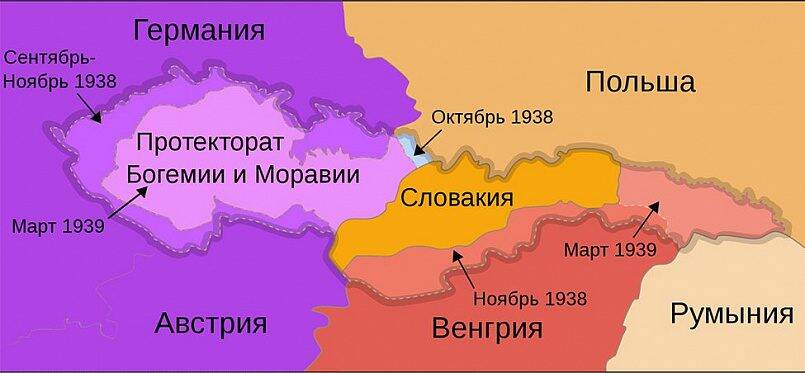 Германия
Сентябрь-
Ноябрь 1938
Польша
Октябрь 1938
Протекторат
Богемии и Моравии
Словакия
Март 1939
Март 1939
Ноябрь 1938
Австрия
Венгрия
Румыния